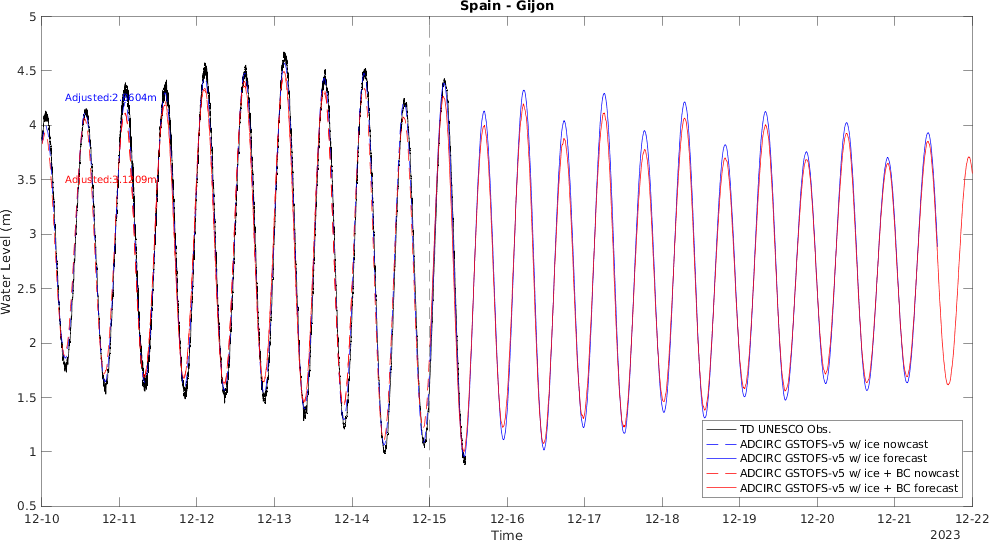 Spain - Gijon
5
4.5
4
3.5
3
2.5
2
1.5
1
0.5
Water Level (m)
Adjusted:3.1209m
TD UNESCO Obs.
ADCIRC GSTOFS-v5 w/ ice nowcast
ADCIRC GSTOFS-v5 w/ ice forecast
ADCIRC GSTOFS-v5 w/ ice + BC nowcast
ADCIRC GSTOFS-v5 w/ ice + BC forecast
12-10 12-11 12-12 12-13 12-14 12-15 12-16 12-17 12-18 12-19 12-20 12-21 12-22
Time
2023